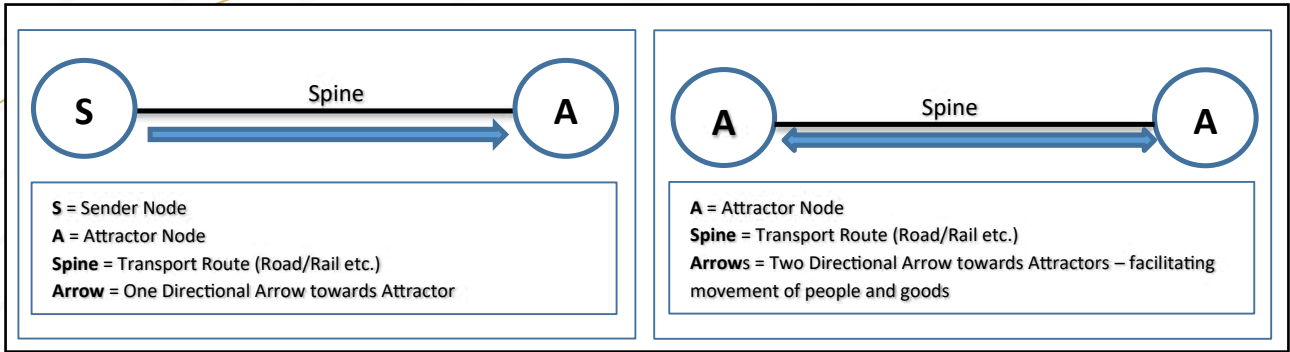 S
Spine
A
S = Sender Node
A = Attractor Node
Spine = Transport Route (Road/Rail etc.)
Arrow = One Directional Arrow towards Attractor
A
Spine
A
A = Attractor Node
Spine = Transport Route (Road/Rail etc.)
Arrows = Two Directional Arrow towards Attractors – facilitating
movement of people and goods